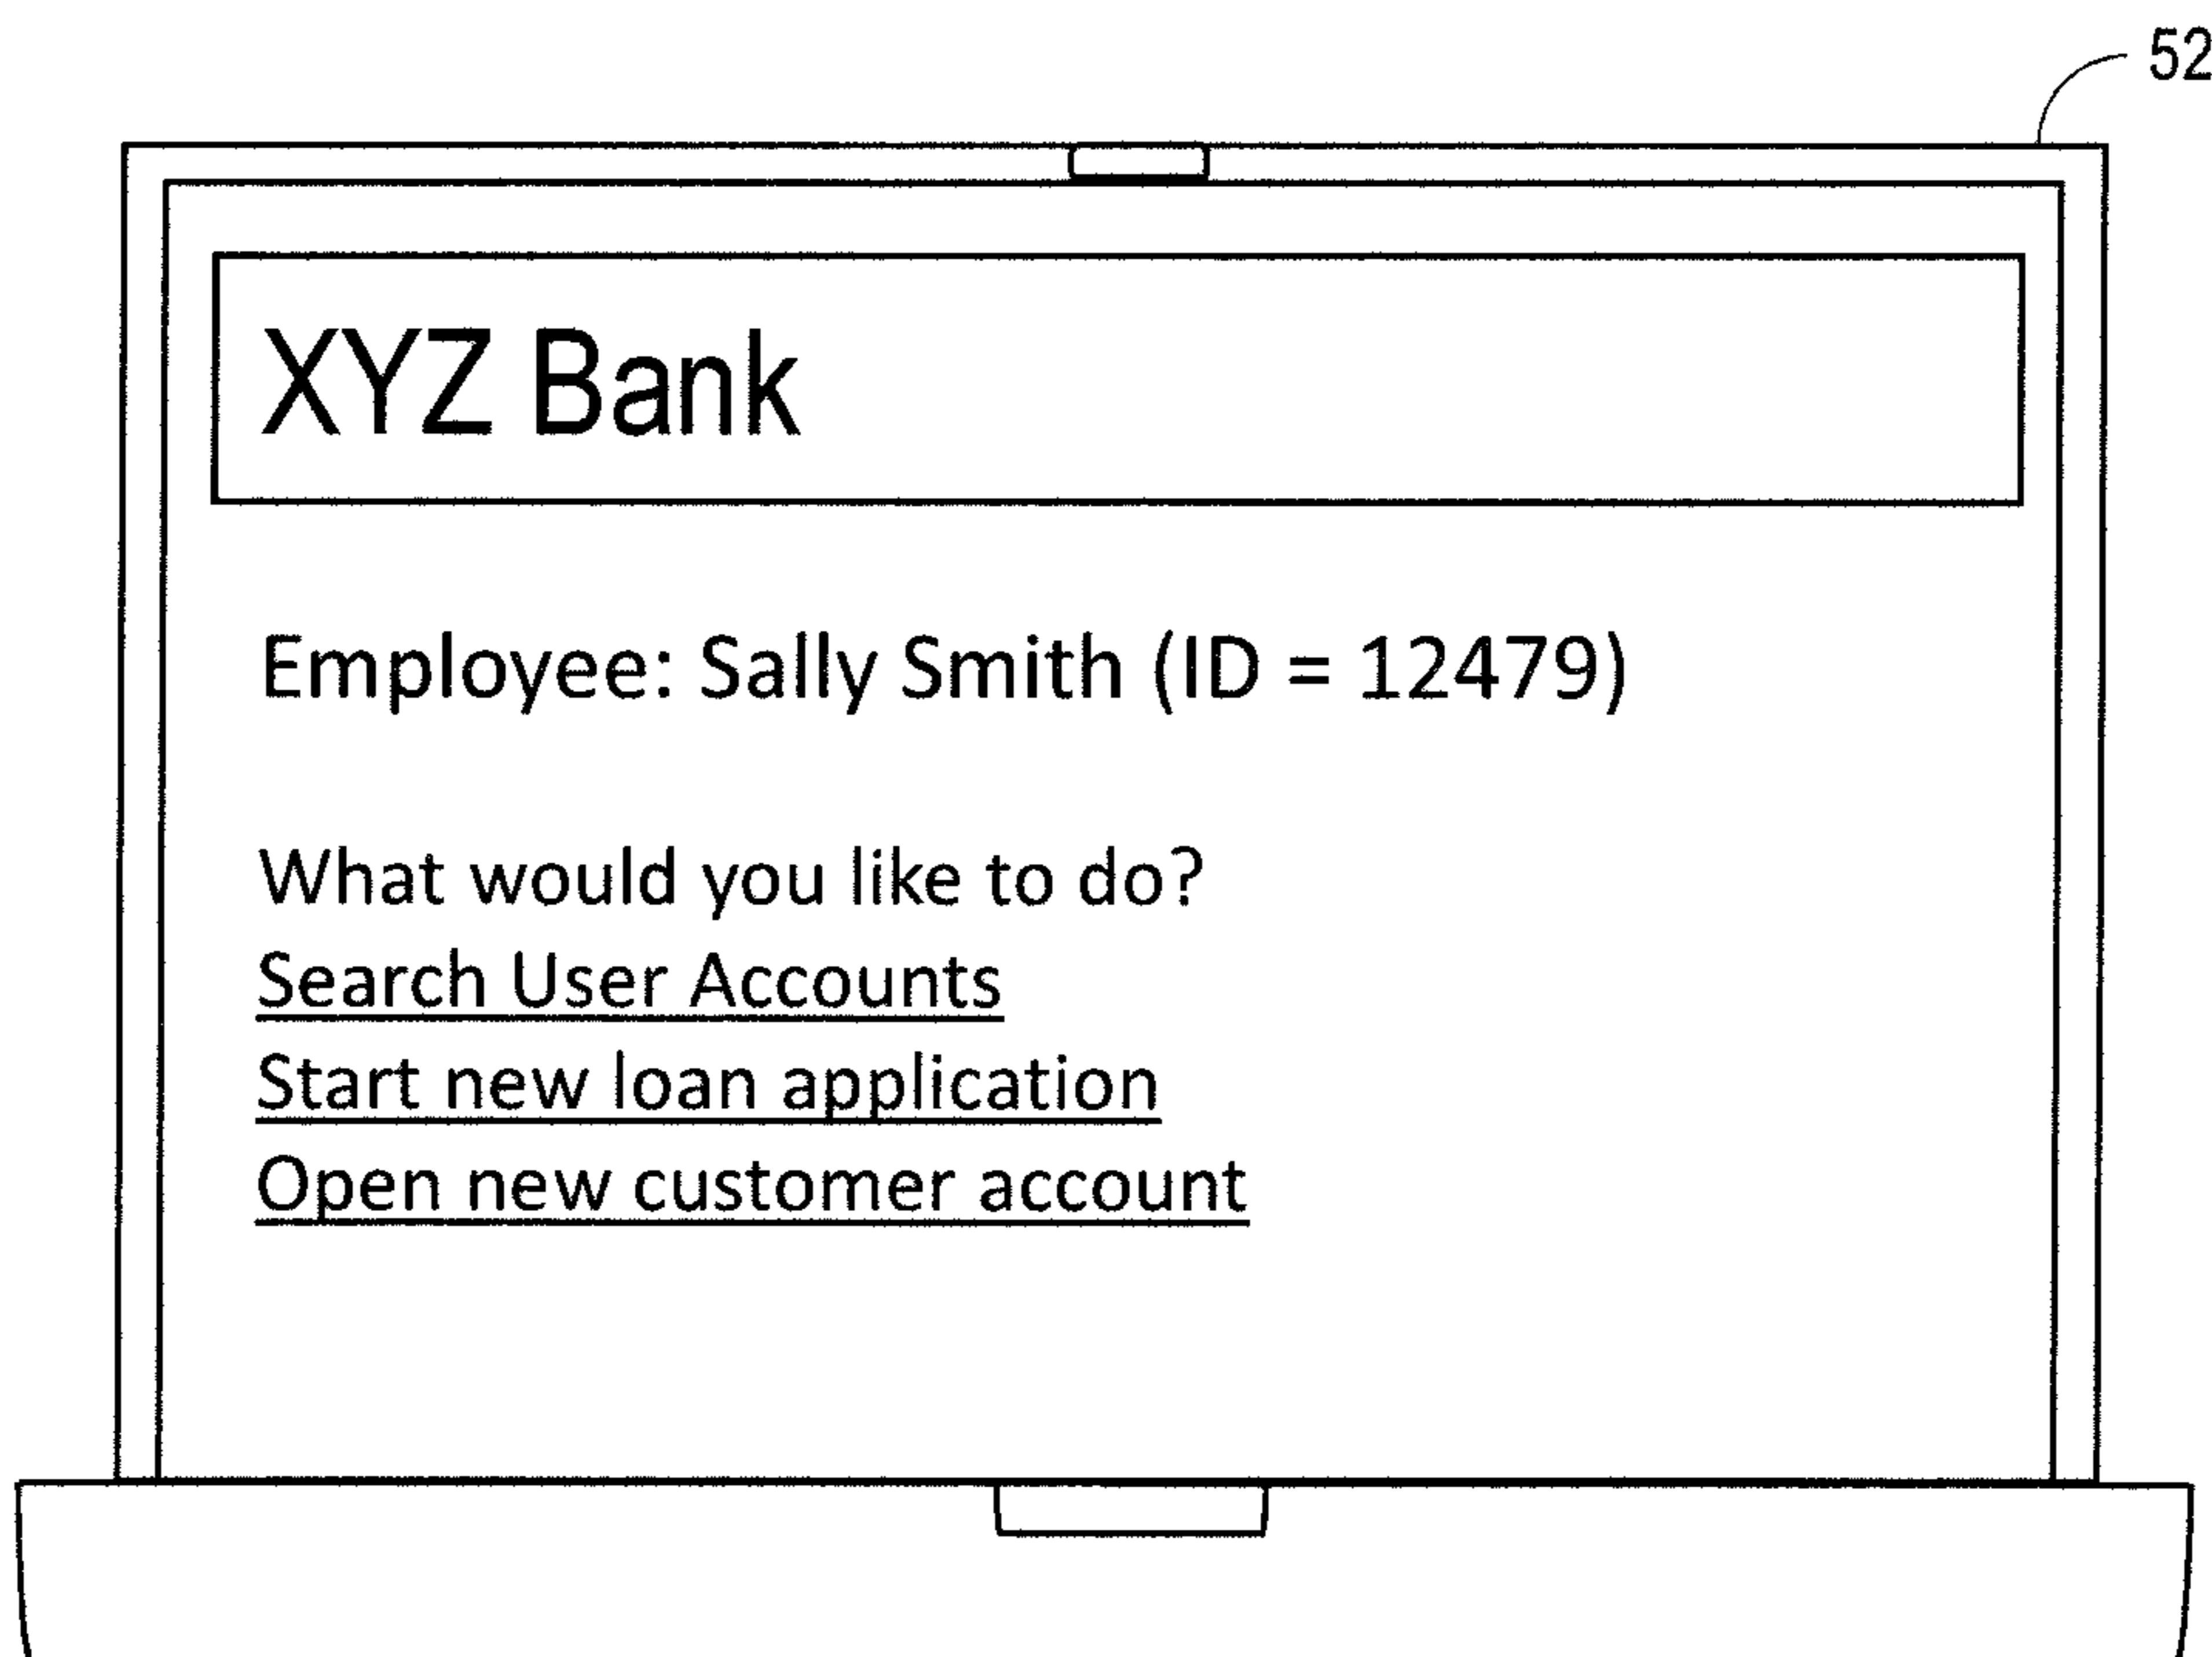 52
XYZ Bank
Employee: Sally Smith (ID = 12479)
What would you like to do?
Search User Accounts
Start new loan application
Open new customer account